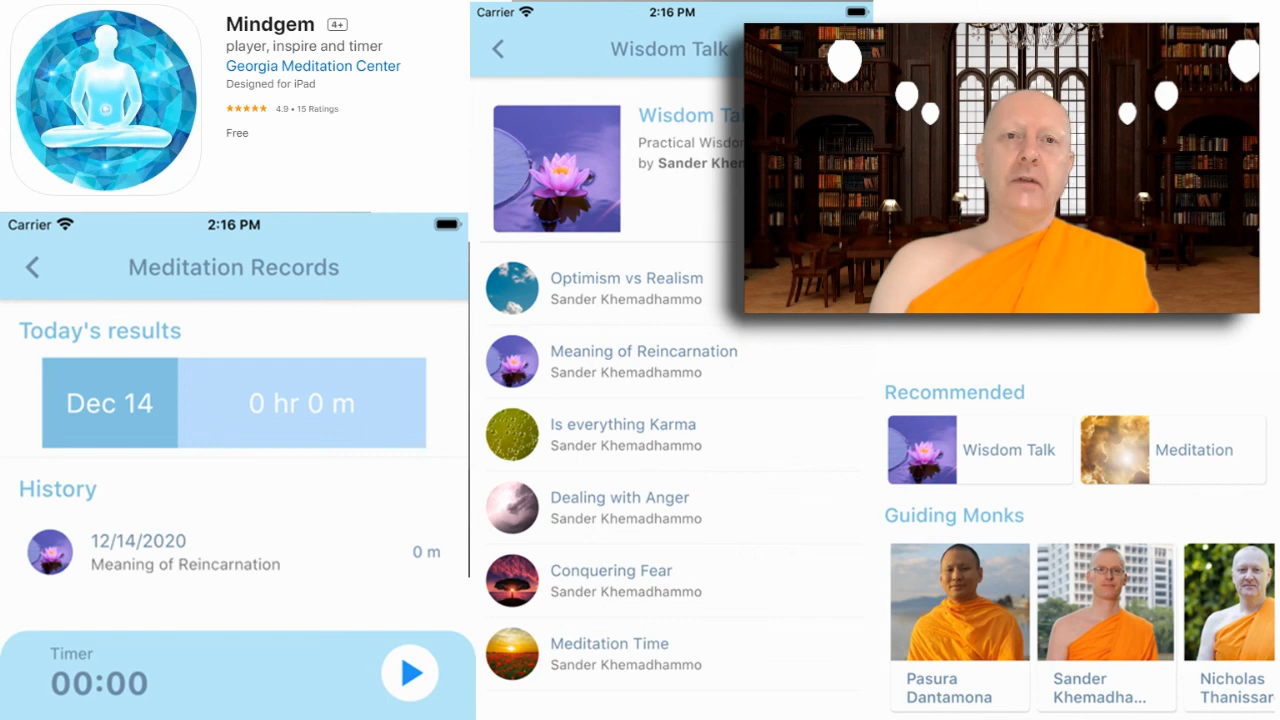 Mindgem 4+
player, inspire and timer
Georgia Meditation Center
Designed for iPad
★★★★★ 4.9 • 15 Ratings
Free
Carrier 2:16 PM
Meditation Records
Today's results
Dec 14 0 hr 0 m
History
12/14/2020
Meaning of Reincarnation
0 m
Timer
00:00
Carrier 2:16 PM
Wisdom Talk
Wisdom Ta
Practical Wisdo
by Sander Khe
Optimism vs Realism
Sander Khemadhammo
Meaning of Reincarnation
Sander Khemadhammo
Is everything Karma
Sander Khemadhammo
Dealing with Anger
Sander Khemadhammo
Conquering Fear
Sander Khemadhammo
Meditation Time
Sander Khemadhammo
Recommended
Wisdom Talk
Meditation
Guiding Monks
Pasura
Dantamona
Sander
Khemadha...
Nicholas
Thanissar